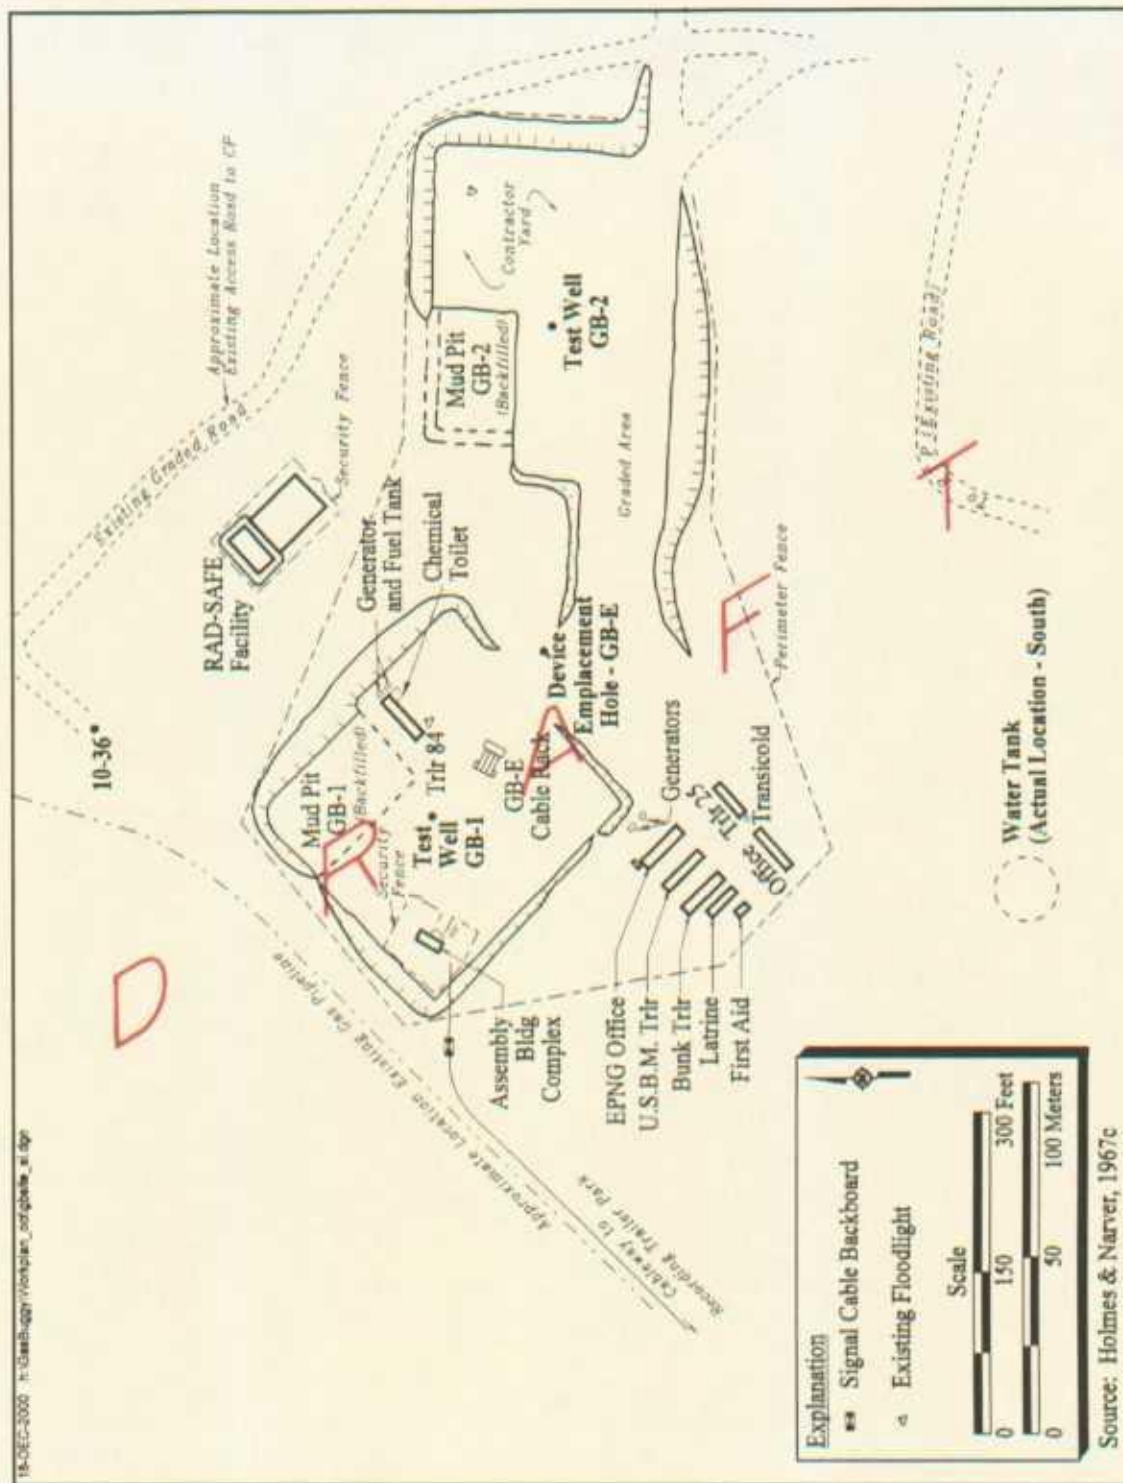 18-DEC-2000
10-36
Existing Graded Road
Approximate Location
Existing Access Road to CP
RAD-SAFE
Facility
Security Fence
Generator
and Fuel Tank
Chemical
Toilet
Mud Pit
GB-1
(Backfilled)
Trlr 84
Test
Well
GB-1
Security
Fence
GB-E
Cable Rack
Device
Emplacement
Hole - GB-E
Mud Pit
GB-2
(Backfilled)
Contractor
Yard
Test Well
GB-2
Graded Area
Perimeter Fence
Existing Road
Approximate Location Existing Gas Pipeline
Cableway to
Recording Trailer Park
Assembly
Bldg
Complex
EPNG Office
U.S.B.M. Trlr
Bunk Trlr
Latrine
First Aid
Generators
Trlr 25
Office
Transicold
Water Tank
(Actual Location - South)
DRAFT
Explanation
Signal Cable Backboard
Existing Floodlight
Scale
0 150 300 Feet
0 50 100 Meters
Source: Holmes & Narver, 1967c